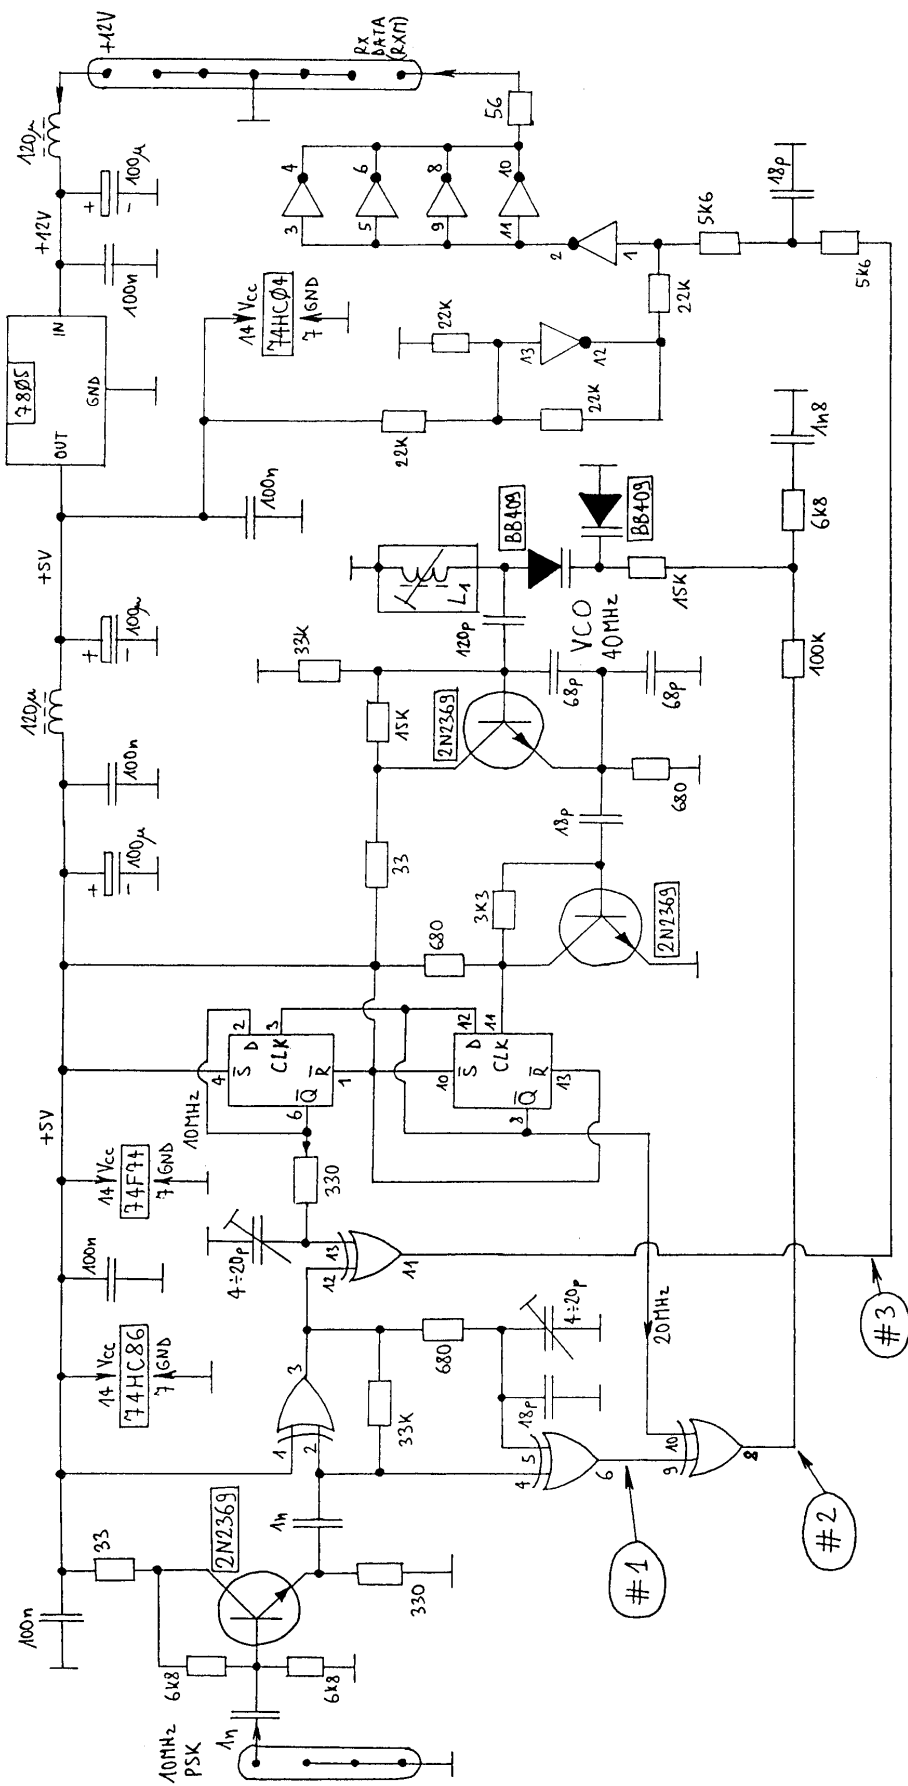 10MHz
PSK
1n
6k8
6k8
100n
33
2N2369
330
1n
1
2
3
33K
14 Vcc
74HC86
7 GND
100n
14 Vcc
74F74
7 GND
+5V
4÷20p
12
13
11
330
680
18p
4÷20p
4
5
6
#1
9
10
8
#2
20MHz
#3
10MHz
4
S
2
D
3
CLK
6
Q
R
1
10
S
12
D
11
CLK
8
Q
R
13
+
-
100µ
100n
120µ
680
3K3
2N2369
33
18p
15K
33K
2N2369
680
68p
68p
120p
L1
VCO
40MHz
BB409
BB409
15K
100K
6k8
1n8
+
-
100µ
+5V
100n
OUT
7805
GND
IN
100n
+12V
+
-
100µ
120µ
+12V
14 Vcc
74HC04
7 GND
22K
22K
22K
13
12
22K
1
2
3
4
5
6
9
8
11
10
56
5K6
18p
5K6
RX
DATA
(RXM)